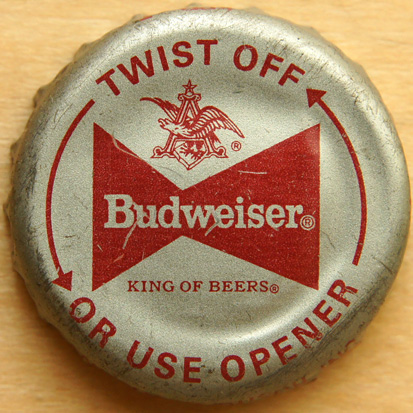 TWIST OFF
Budweiser®
KING OF BEERS®
OR USE OPENER